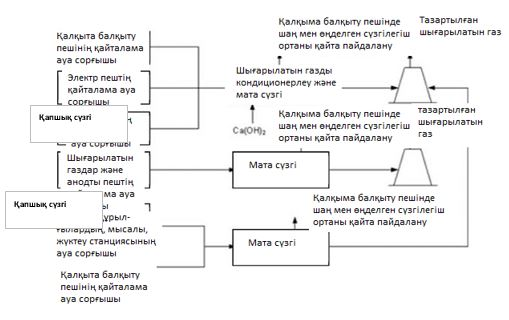 Қалқыма балқыту пешінде
шаң мен өңделген сүзгілегіш
ортаны қайта пайдалану
Тазартылған
шығарылатын газ
Қалқыта балқыту
пешінің қайталама
ауа сорғышы
Электр пештің
қайталама ауа
сорғышы
Шығарылатын газды
кондиционерлеу және
мата сүзгі
Қапшық сүзгі
ауа сорғышы
Ca(OH)₂
Қалқыма балқыту пешінде
шаң мен өңделген сүзгілегіш
ортаны қайта пайдалану
тазартылған
шығарылатын
газ
Шығарылатын
газдар және
анодты пештің
ауа
Мата сүзгі
Қапшық сүзгі
Қалқыма балқыту пешінде
шаң мен өңделген сүзгілегіш
ортаны қайта пайдалану
ғылардың, мысалы,
жүктеу станциясының
ауа сорғышы
Мата сүзгі
Қалқыта балқыту
пешінің қайталама
ауа сорғышы